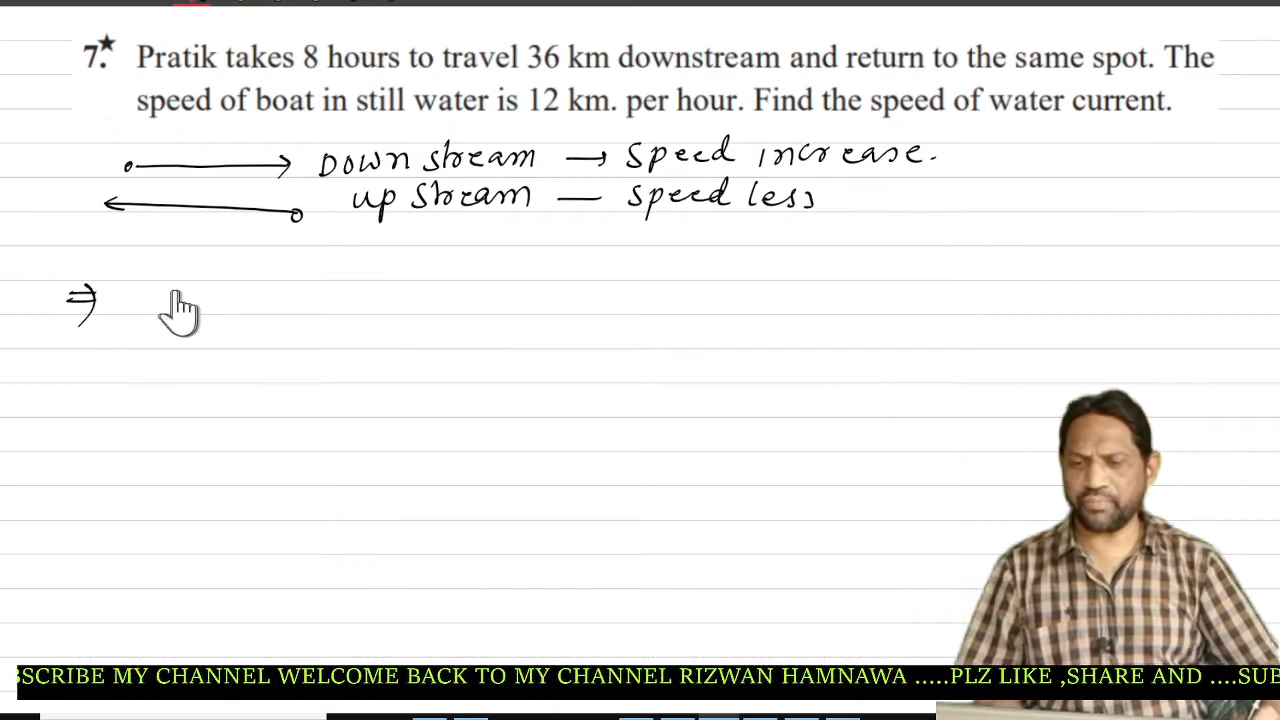 7.★ Pratik takes 8 hours to travel 36 km downstream and return to the same spot. The
speed of boat in still water is 12 km. per hour. Find the speed of water current.
Down stream → speed increase.
up stream — speed less
⇒
BSCRIBE MY CHANNEL WELCOME BACK TO MY CHANNEL RIZWAN HAMNAWA .....PLZ LIKE ,SHARE AND ....SUB